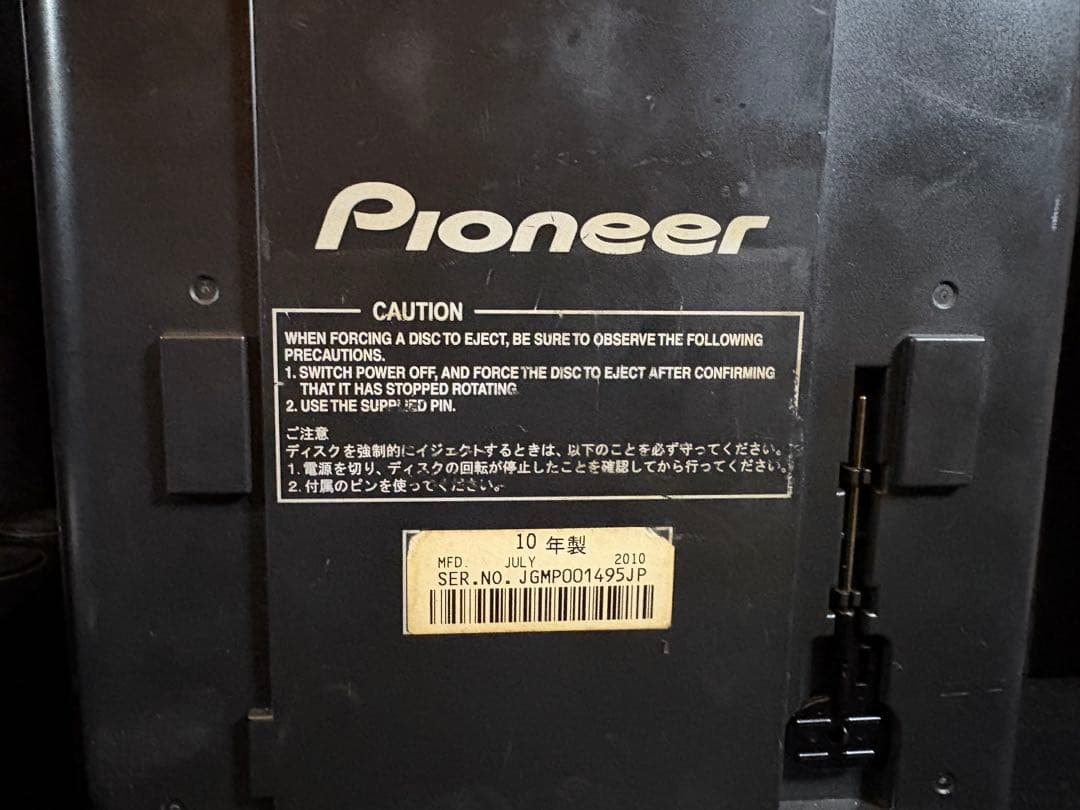 Pioneer
CAUTION
WHEN FORCING A DISC TO EJECT, BE SURE TO OBSERVE THE FOLLOWING
PRECAUTIONS.
1. SWITCH POWER OFF, AND FORCE THE DISC TO EJECT AFTER CONFIRMING
THAT IT HAS STOPPED ROTATING
2. USE THE SUPPLIED PIN.
ご注意
ディスクを強制的にイジェクトするときは、以下のことを必ず守ってください。
1. 電源を切り、ディスクの回転が停止したことを確認してから行ってください。
2. 付属のピンを使ってください。
10 年製
MFD. JULY 2010
SER.NO. JGMP001495JP